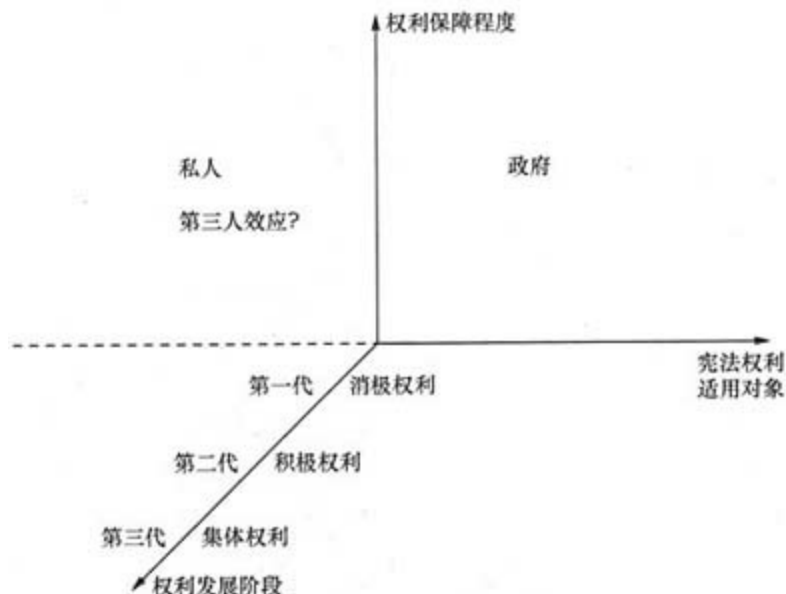 权利保障程度
私人
政府
第三人效应?
宪法权利
适用对象
第一代 消极权利
第二代 积极权利
第三代 集体权利
权利发展阶段